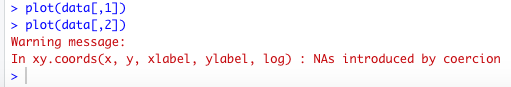 > plot(data[,1])
> plot(data[,2])
Warning message:
In xy.coords(x, y, xlabel, ylabel, log) : NAs introduced by coercion
>